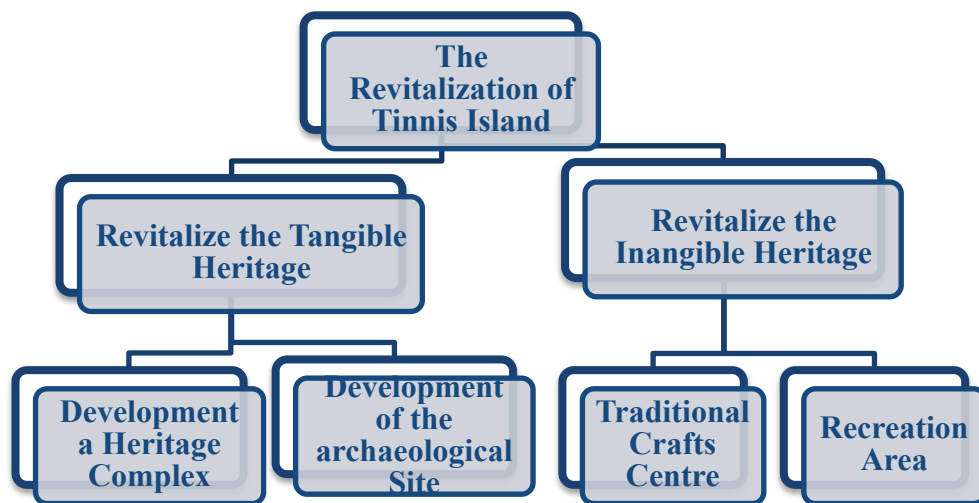 The
Revitalization of
Tinnis Island
Revitalize the Tangible
Heritage
Revitalize the
Inangible Heritage
Development
a Heritage
Complex
Development
of the
archaeological
Site
Traditional
Crafts
Centre
Recreation
Area